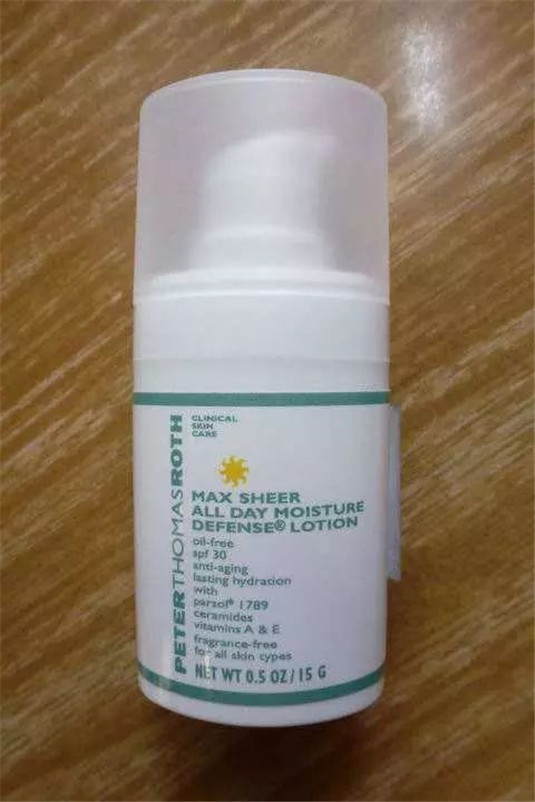 PETERTHOMASROTH
CLINICAL
SKIN
CARE
MAX SHEER
ALL DAY MOISTURE
DEFENSE® LOTION
oil-free
spf 30
anti-aging
lasting hydration
with
parsol® 1789
ceramides
vitamins A & E
fragrance-free
for all skin types
NET WT 0.5 OZ/15 G